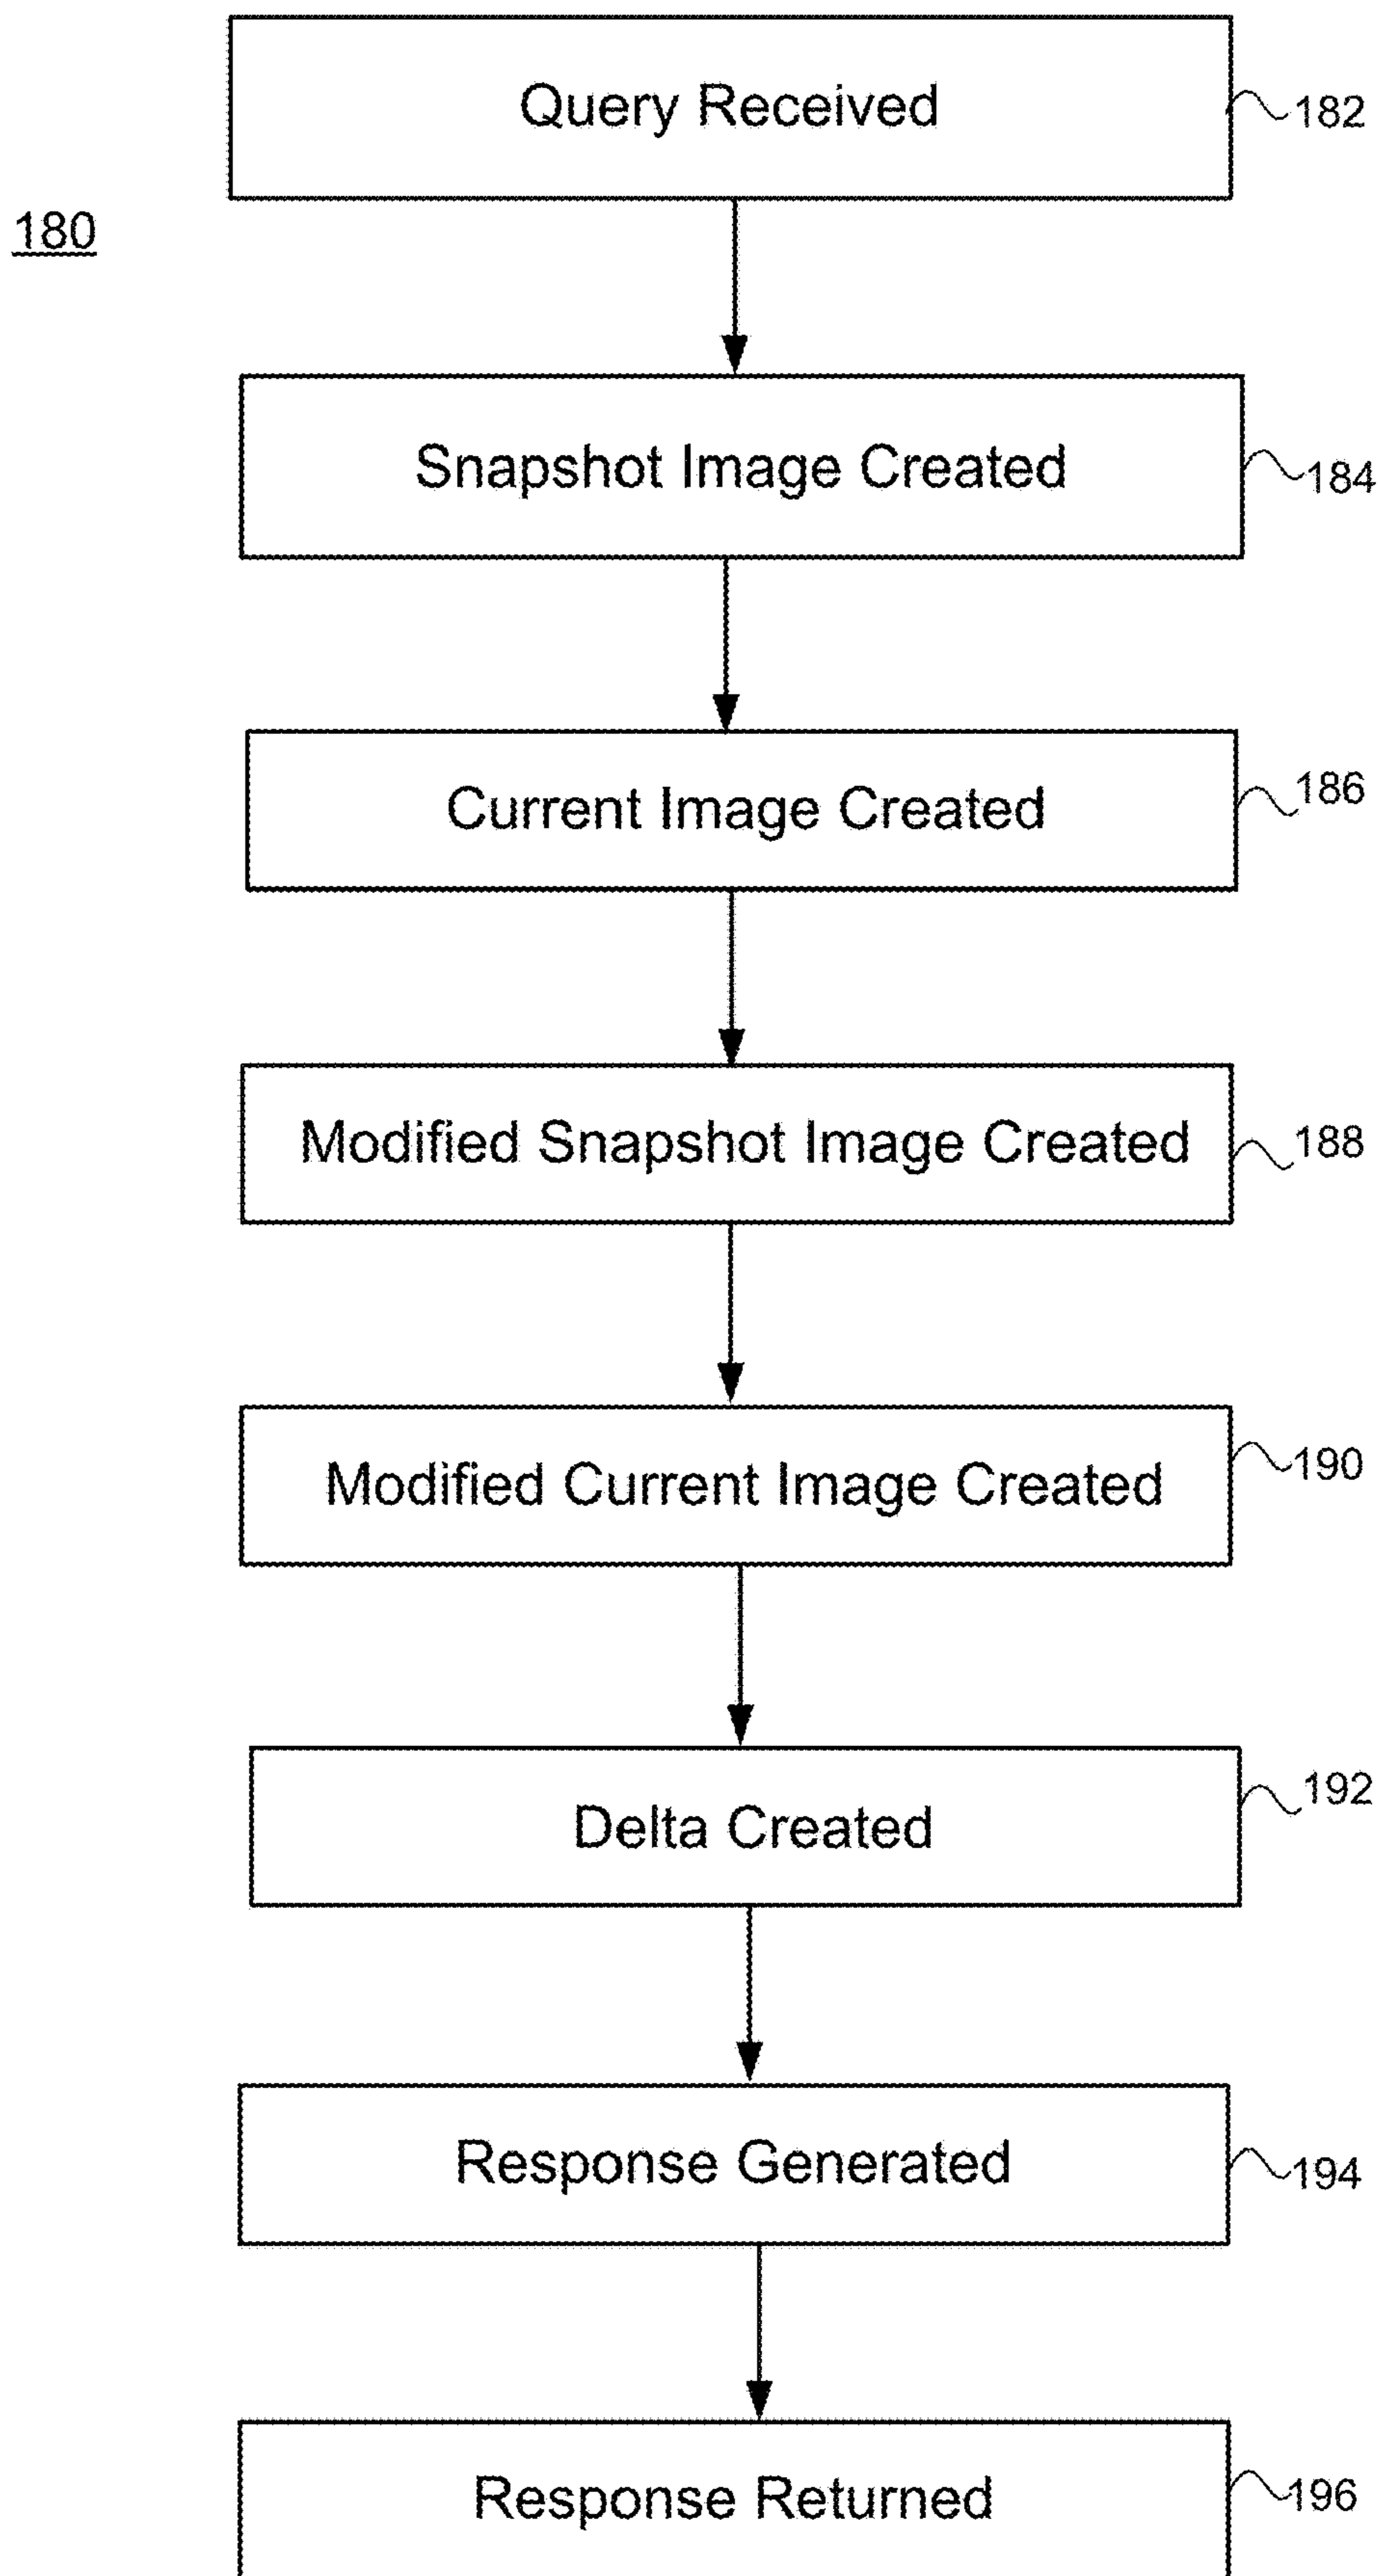 Query Received
182
180
Snapshot Image Created
184
Current Image Created
186
Modified Snapshot Image Created
188
Modified Current Image Created
190
Delta Created
192
Response Generated
194
Response Returned
196